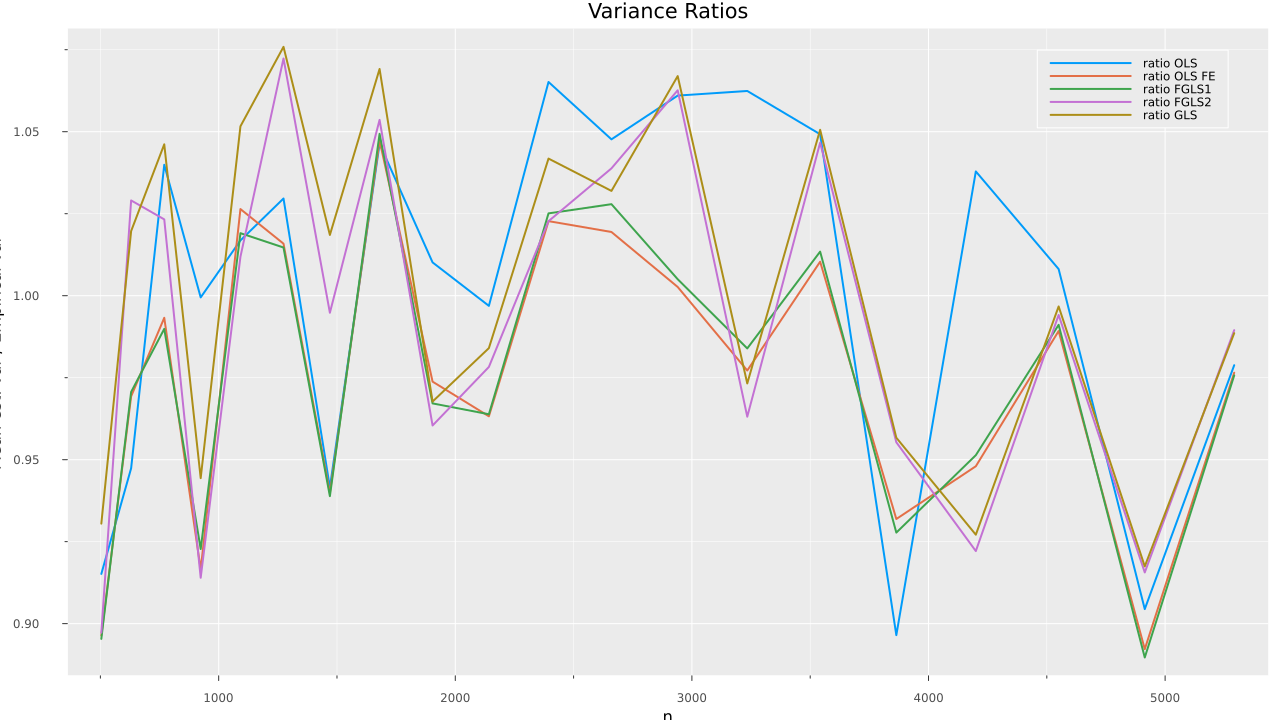 Variance Ratios
ratio OLS
ratio OLS FE
ratio FGLS1
ratio FGLS2
ratio GLS
1.05
1.00
0.95
0.90
1000 2000 3000 4000 5000
n